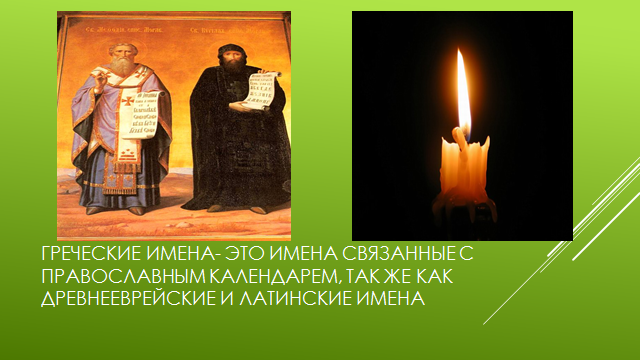 ГРЕЧЕСКИЕ ИМЕНА- ЭТО ИМЕНА СВЯЗАННЫЕ С
ПРАВОСЛАВНЫМ КАЛЕНДАРЕМ, ТАК ЖЕ КАК
ДРЕВНЕЕВРЕЙСКИЕ И ЛАТИНСКИЕ ИМЕНА